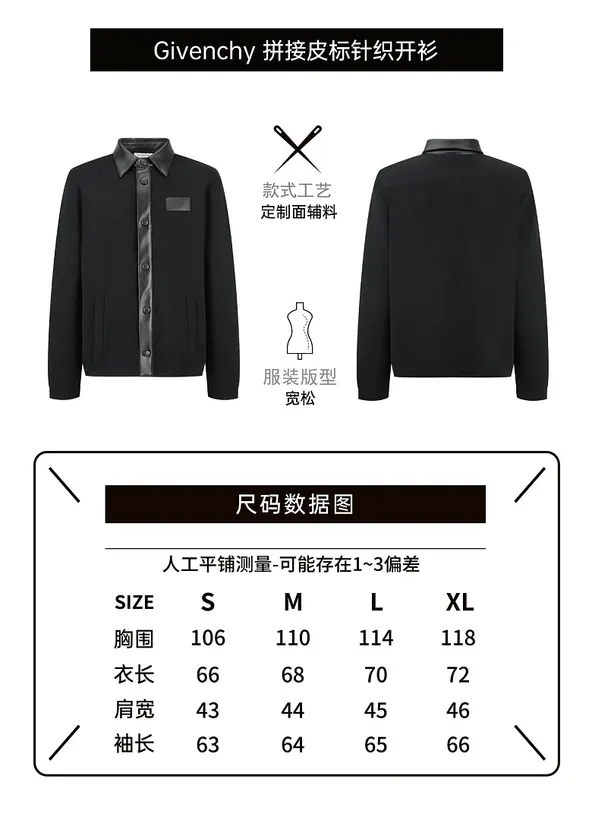 Givenchy 拼接皮标针织开衫
款式工艺
定制面辅料
服装版型
宽松
尺码数据图
人工平铺测量-可能存在1~3偏差
SIZE S M L XL
胸围 106 110 114 118
衣长 66 68 70 72
肩宽 43 44 45 46
袖长 63 64 65 66